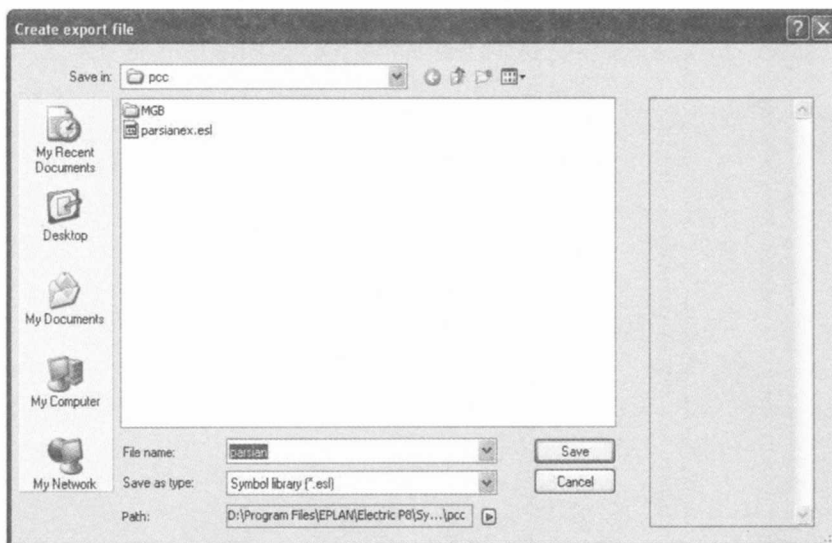 Create export file
Save in: pcc
MGB
parsianex.esl
My Recent
Documents
Desktop
My Documents
My Computer
My Network
File name: parsian
Save
Save as type: Symbol library (*.esl)
Cancel
Path: D:\Program Files\EPLAN\Electric P8\Sy...\pcc